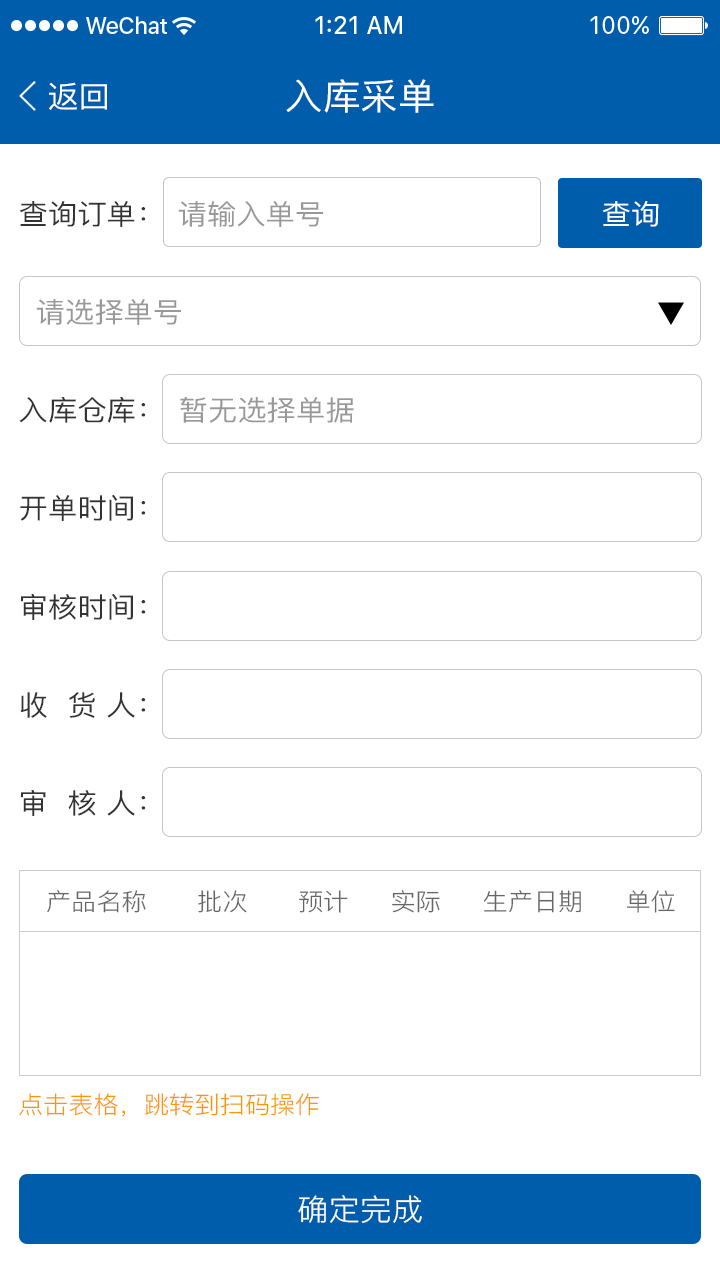 WeChat 1:21 AM 100%
返回 入库采单
查询订单： 请输入单号 查询
请选择单号
入库仓库： 暂无选择单据
开单时间：
审核时间：
收 货 人：
审 核 人：
产品名称 批次 预计 实际 生产日期 单位
点击表格，跳转到扫码操作
确定完成